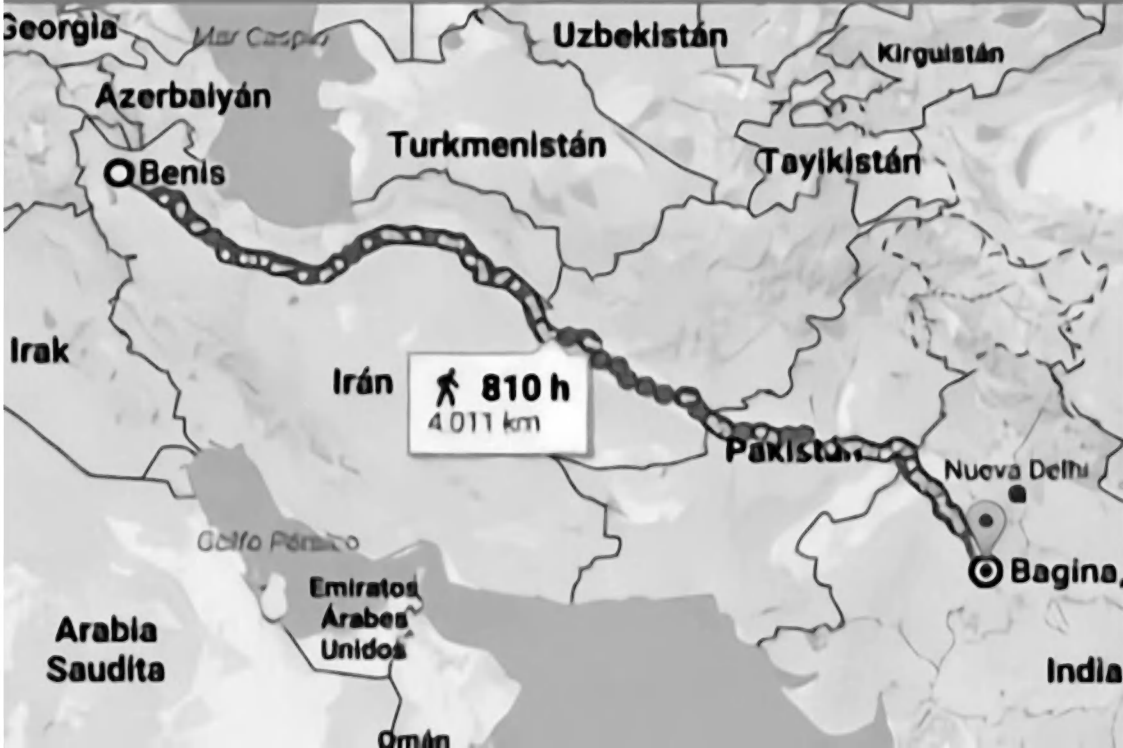 Georgia
Mar Caspio
Uzbekistán
Kirguistán
Azerbaiyán
Turkmenistán
Tayikistán
Benis
Irak
Irán
810 h
4.011 km
Pakistán
Nueva Delhi
Golfo Pérsico
Bagina,
Emiratos
Árabes
Unidos
Arabia
Saudita
India
Omán